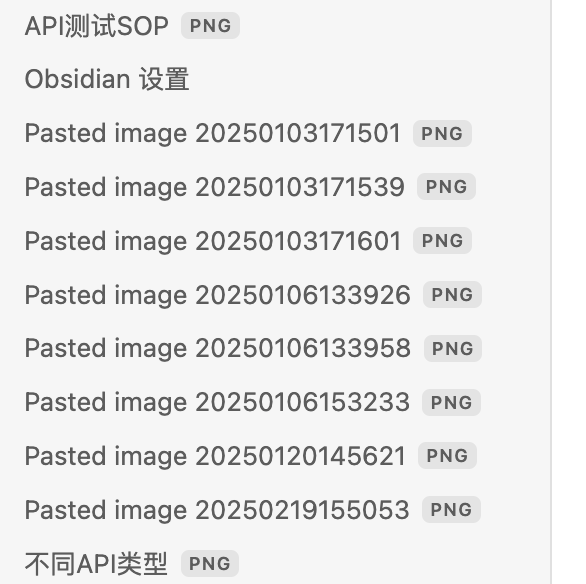 API测试SOP PNG
Obsidian 设置
Pasted image 20250103171501 PNG
Pasted image 20250103171539 PNG
Pasted image 20250103171601 PNG
Pasted image 20250106133926 PNG
Pasted image 20250106133958 PNG
Pasted image 20250106153233 PNG
Pasted image 20250120145621 PNG
Pasted image 20250219155053 PNG
不同API类型 PNG